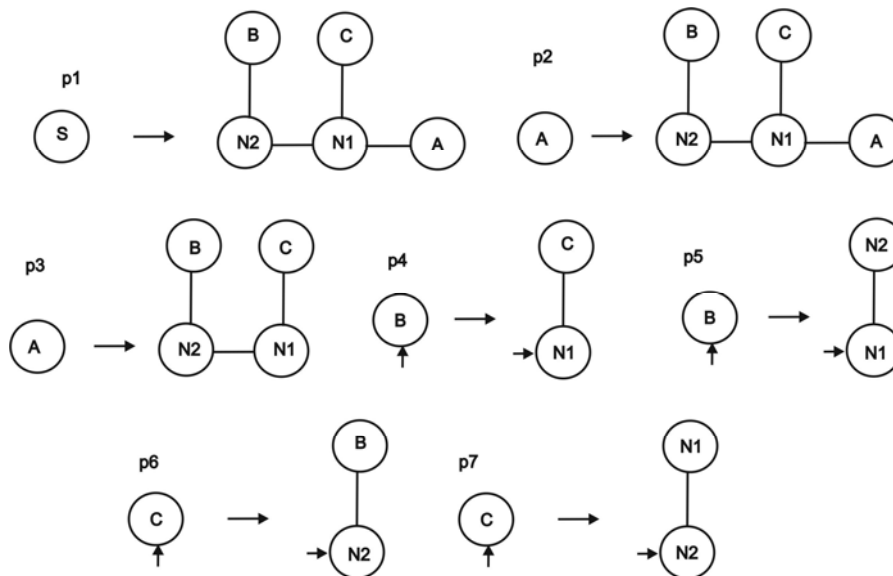 B C B C
p1 p2
S N2 N1 A A N2 N1 A
B C C N2
p3 p4 p5
A N2 N1 B N1 B N1
B N1
p6 p7
C N2 C N2